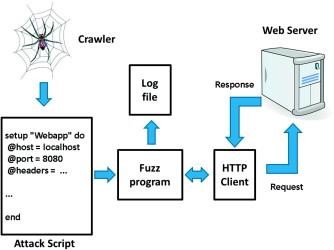 Crawler
Web Server
Log
file
Response
setup "Webapp" do
@host = localhost
@port = 8080
@headers = ...
...
end
Fuzz
program
HTTP
Client
Request
Attack Script